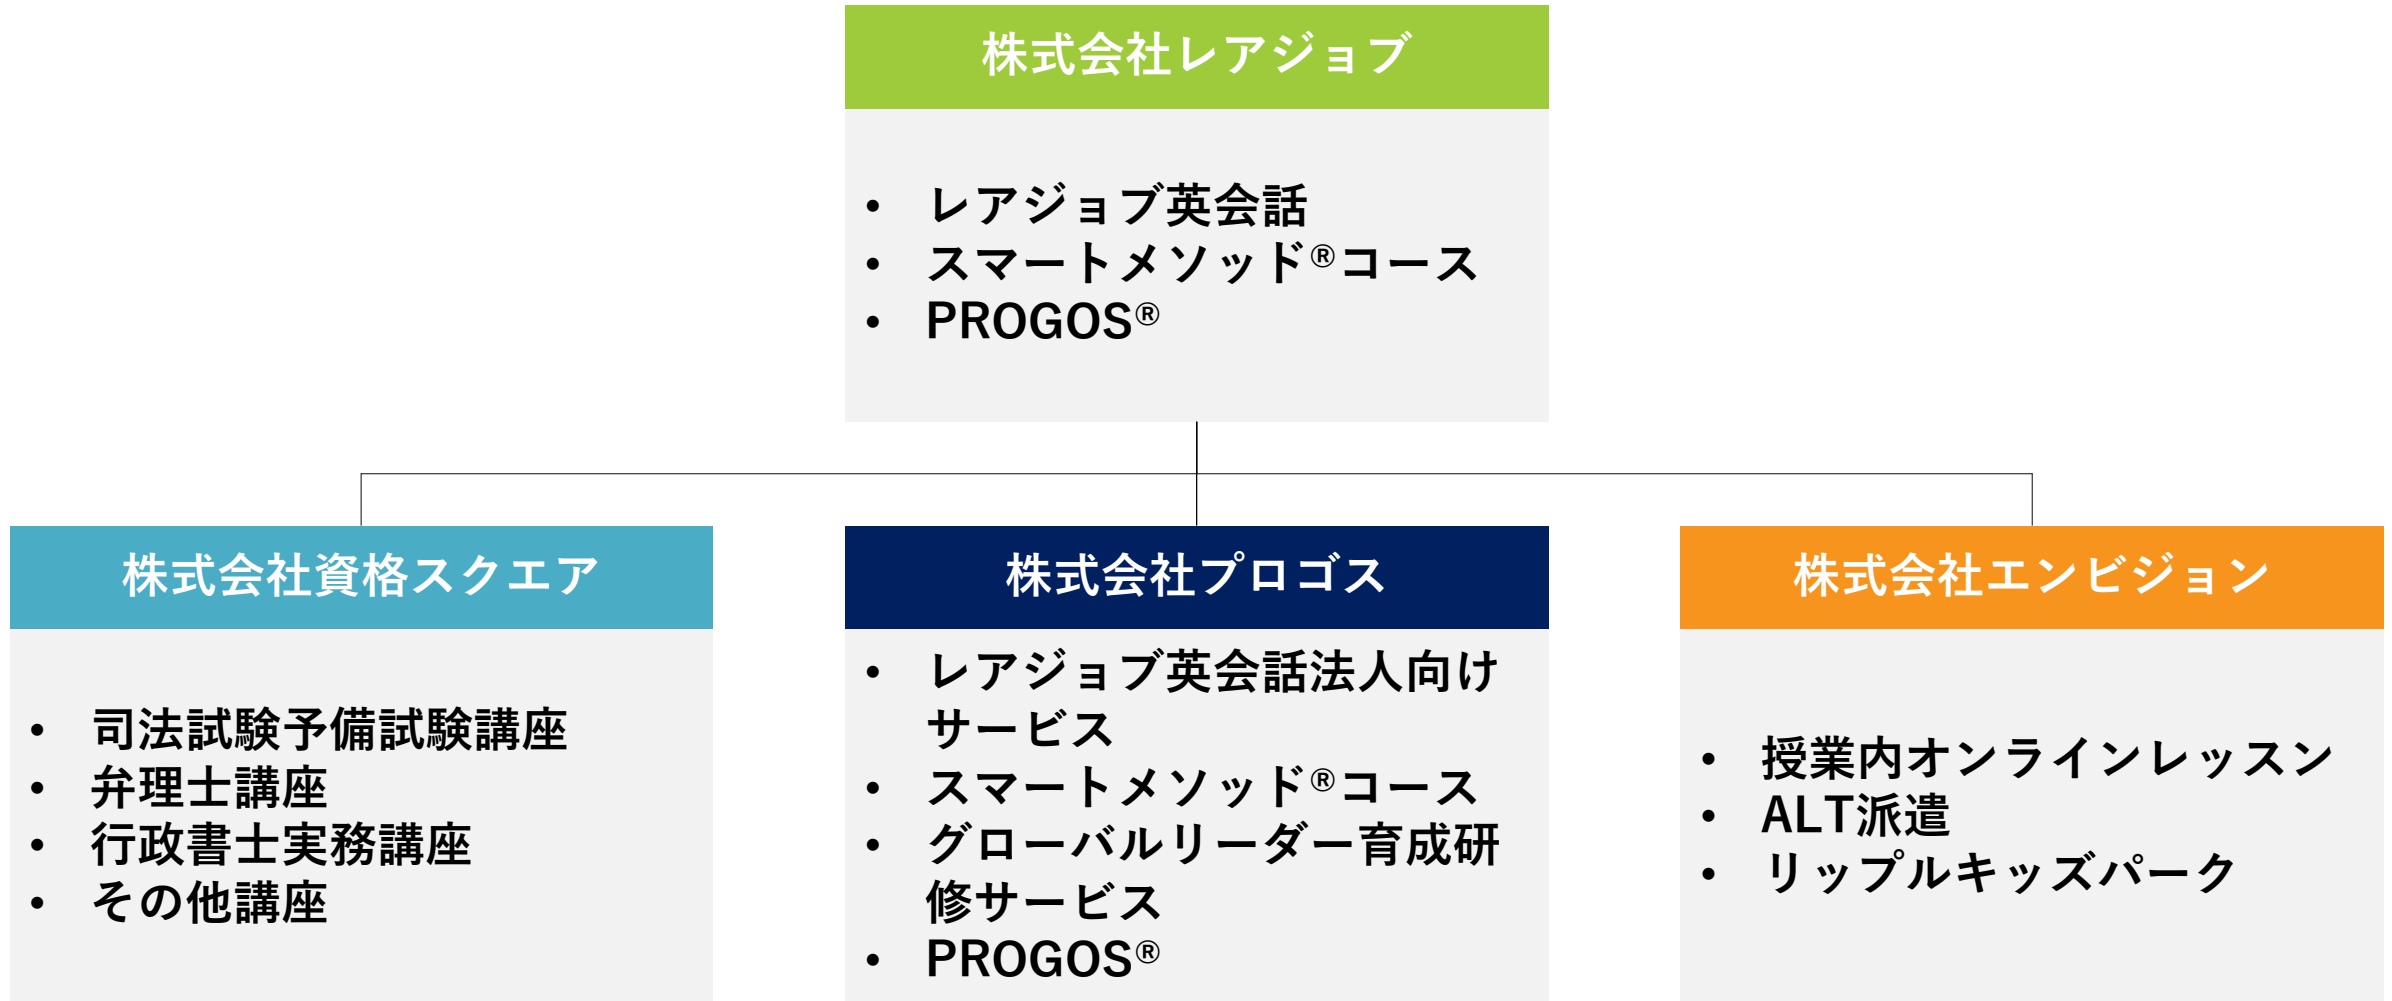 株式会社レアジョブ
• レアジョブ英会話
• スマートメソッド®コース
• PROGOS®
株式会社資格スクエア
• 司法試験予備試験講座
• 弁理士講座
• 行政書士実務講座
• その他講座
株式会社プロゴス
• レアジョブ英会話法人向け
サービス
• スマートメソッド®コース
• グローバルリーダー育成研
修サービス
• PROGOS®
株式会社エンビジョン
• 授業内オンラインレッスン
• ALT派遣
• リップルキッズパーク